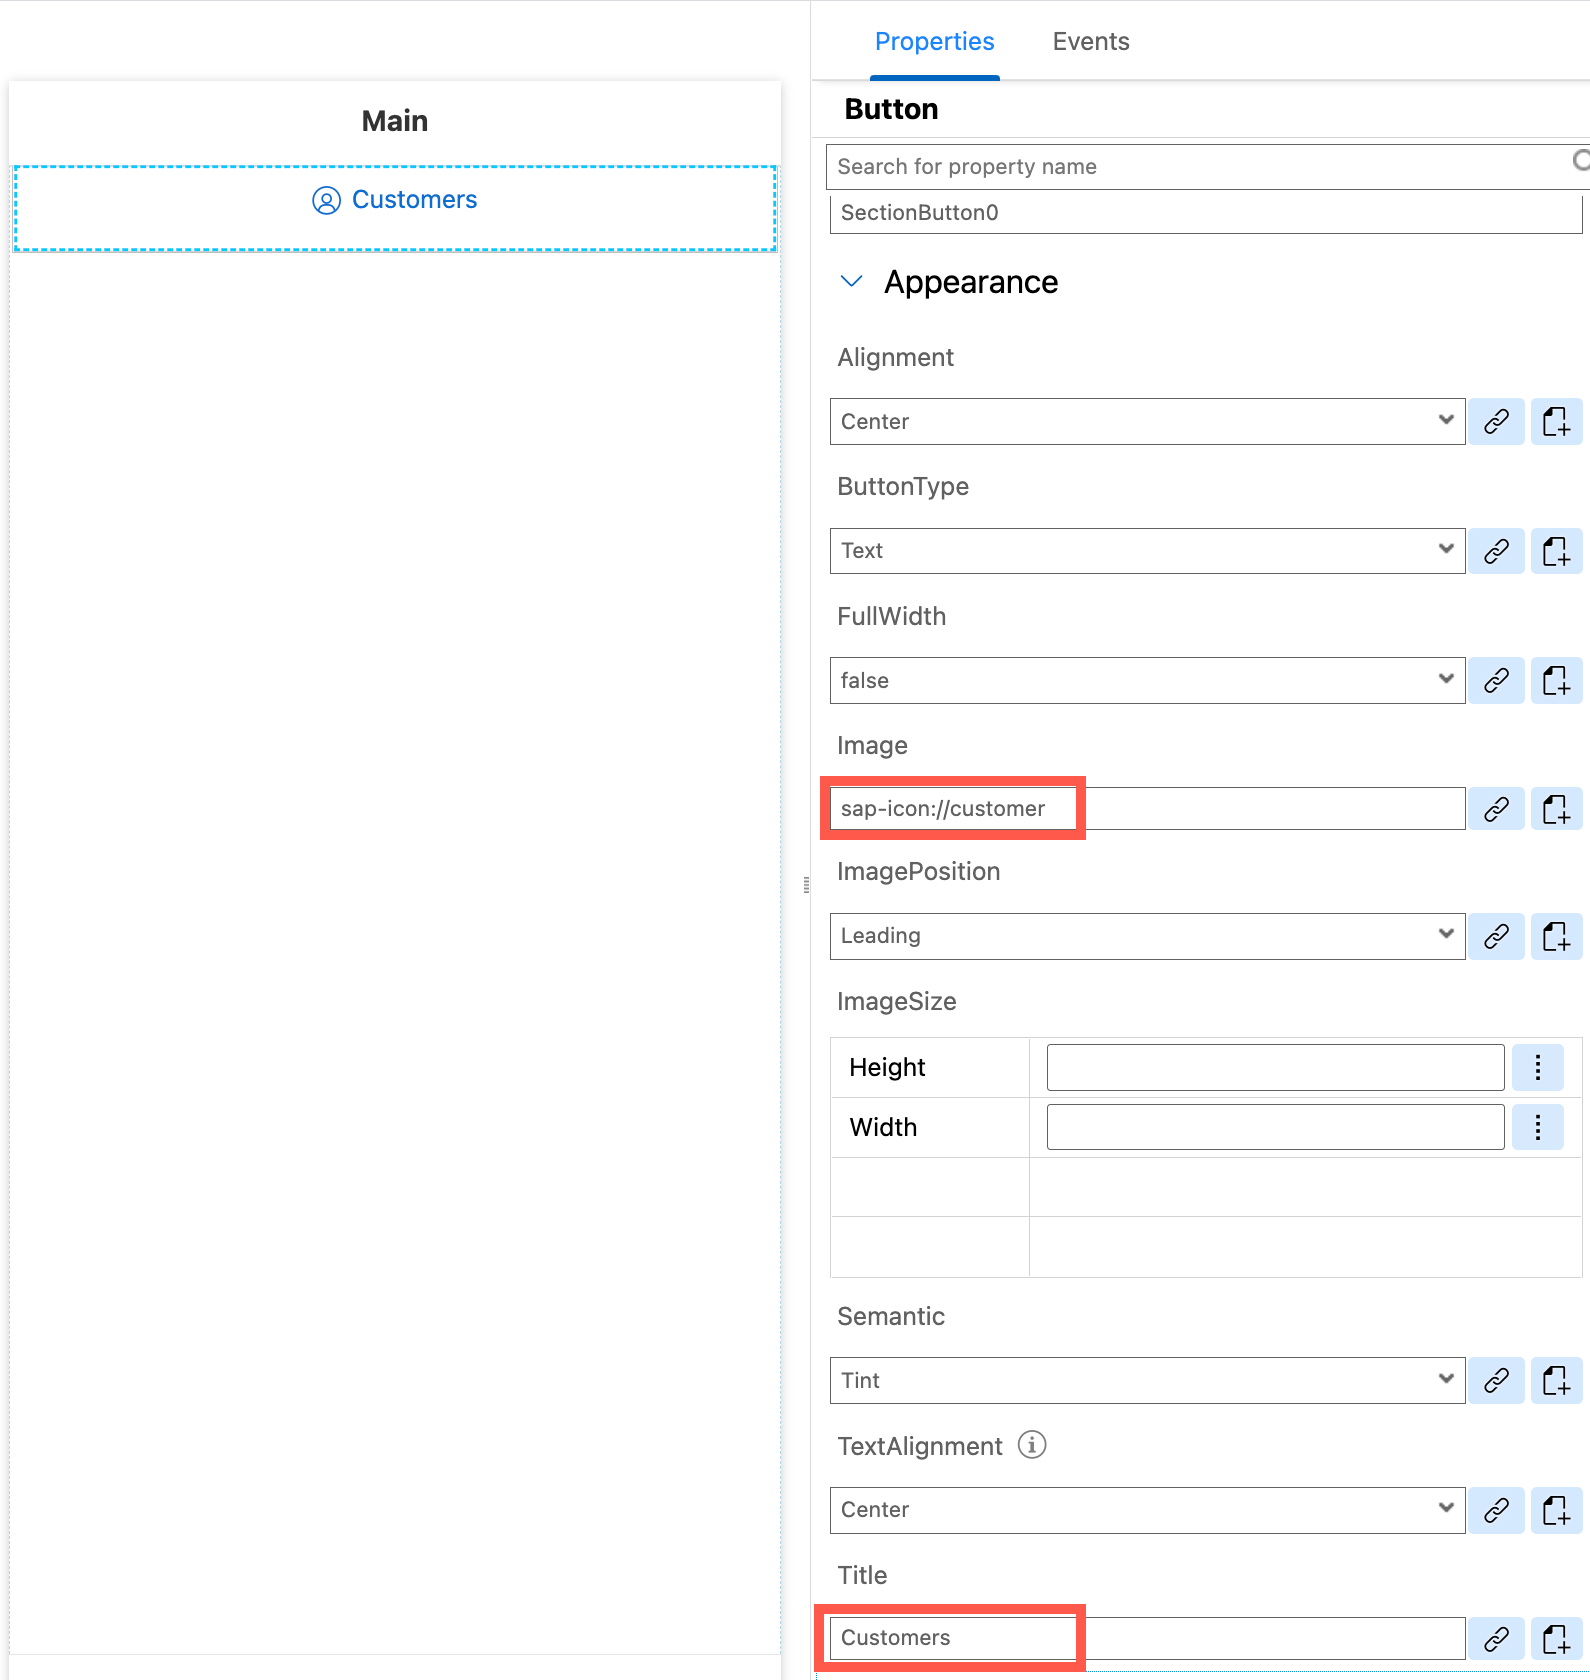 Main
Customers
Properties
Events
Button
Search for property name
SectionButton0
Appearance
Alignment
Center
ButtonType
Text
FullWidth
false
Image
sap-icon://customer
ImagePosition
Leading
ImageSize
Height
Width
Semantic
Tint
TextAlignment
Center
Title
Customers